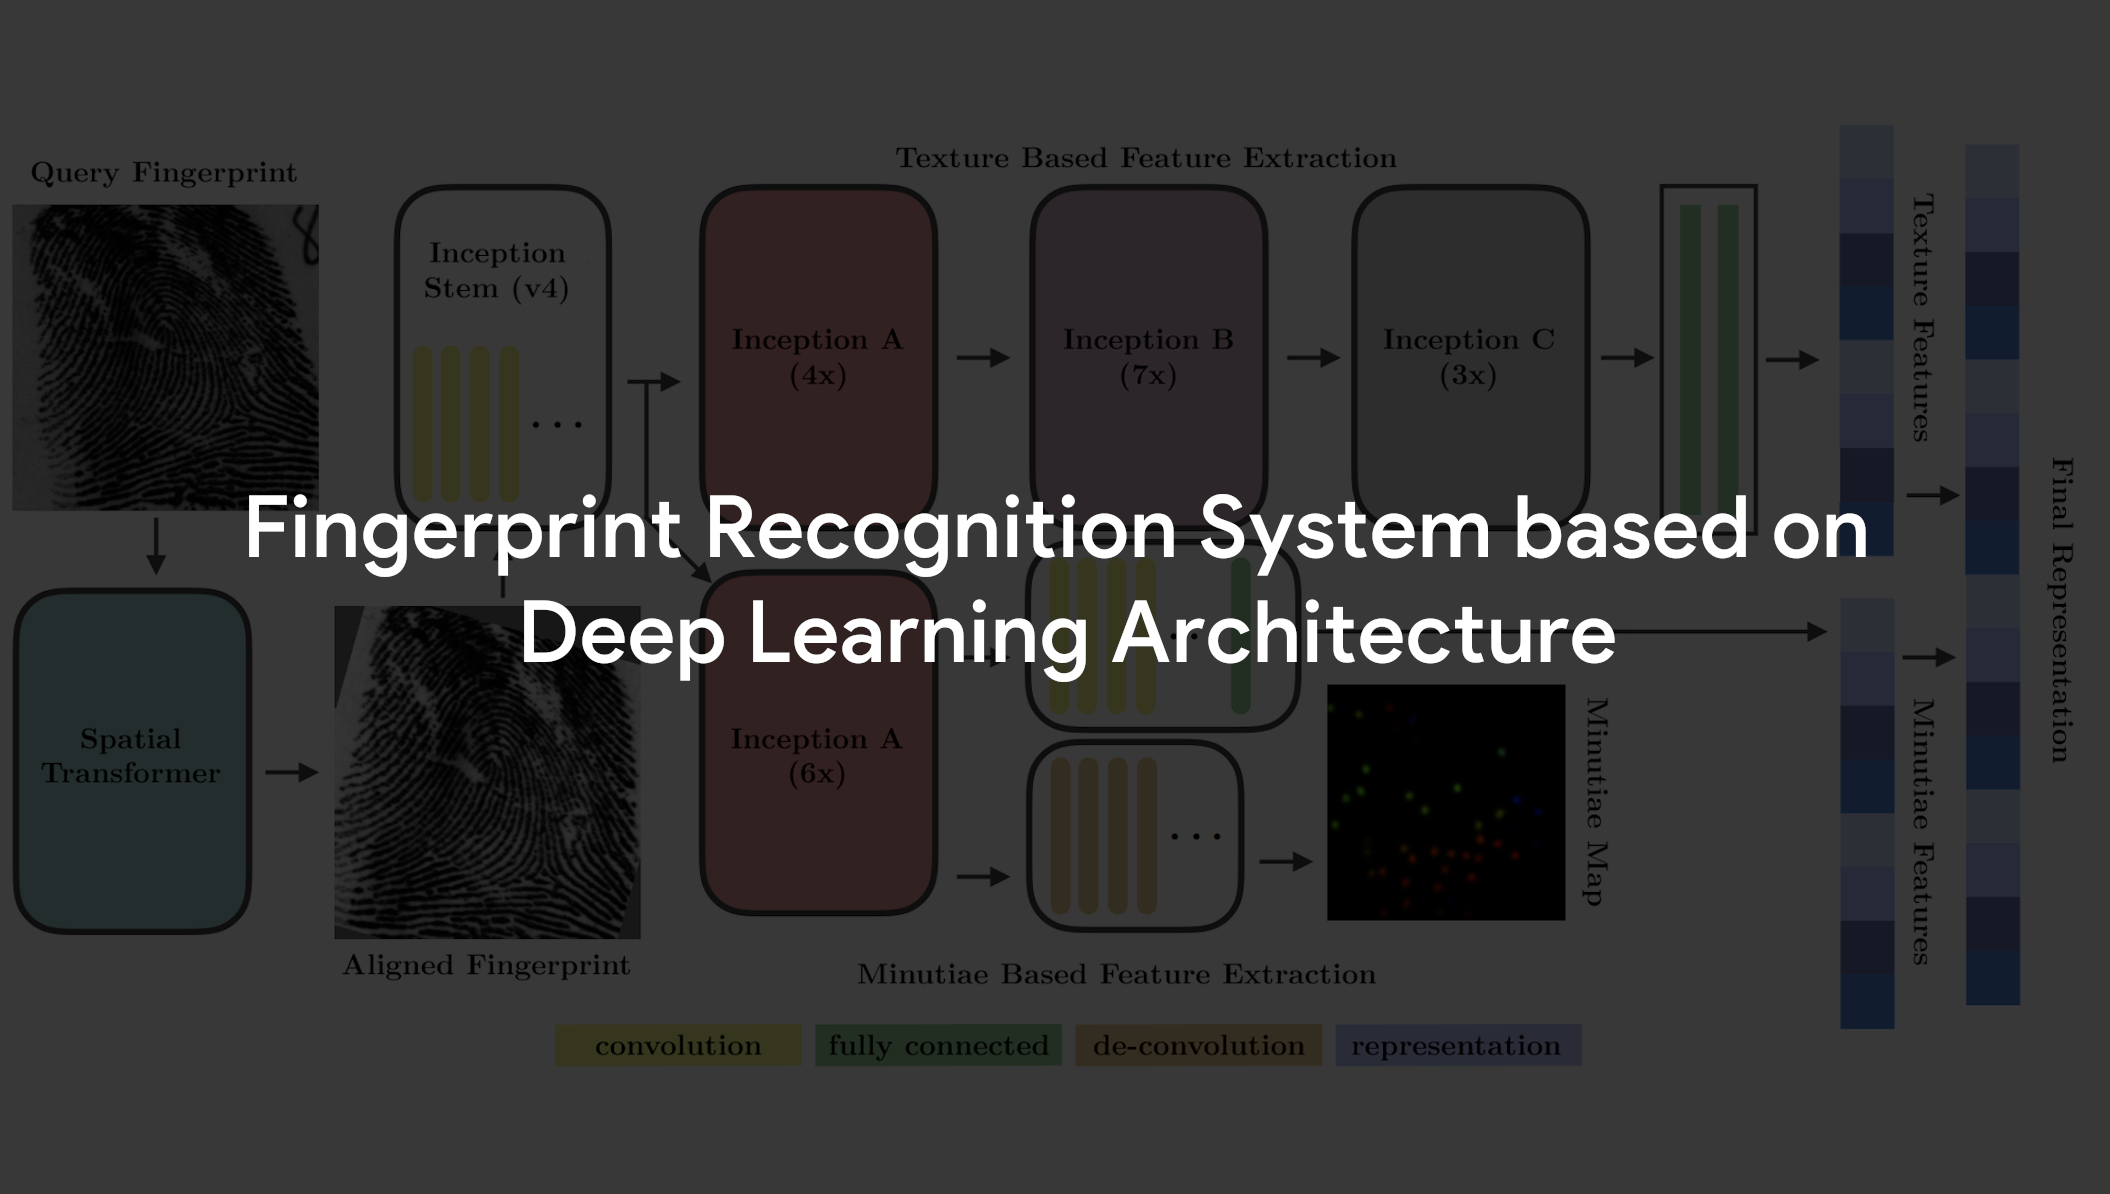 Query Fingerprint
Texture Based Feature Extraction
Inception
Stem (v4)
Inception A
(4x)
Inception B
(7x)
Inception C
(3x)
Texture Features
Fingerprint Recognition System based on
Deep Learning Architecture
Final Representation
Spatial
Transformer
Inception A
(6x)
Minutiae Map
Minutiae Features
Aligned Fingerprint
Minutiae Based Feature Extraction
convolution
fully connected
de-convolution
representation